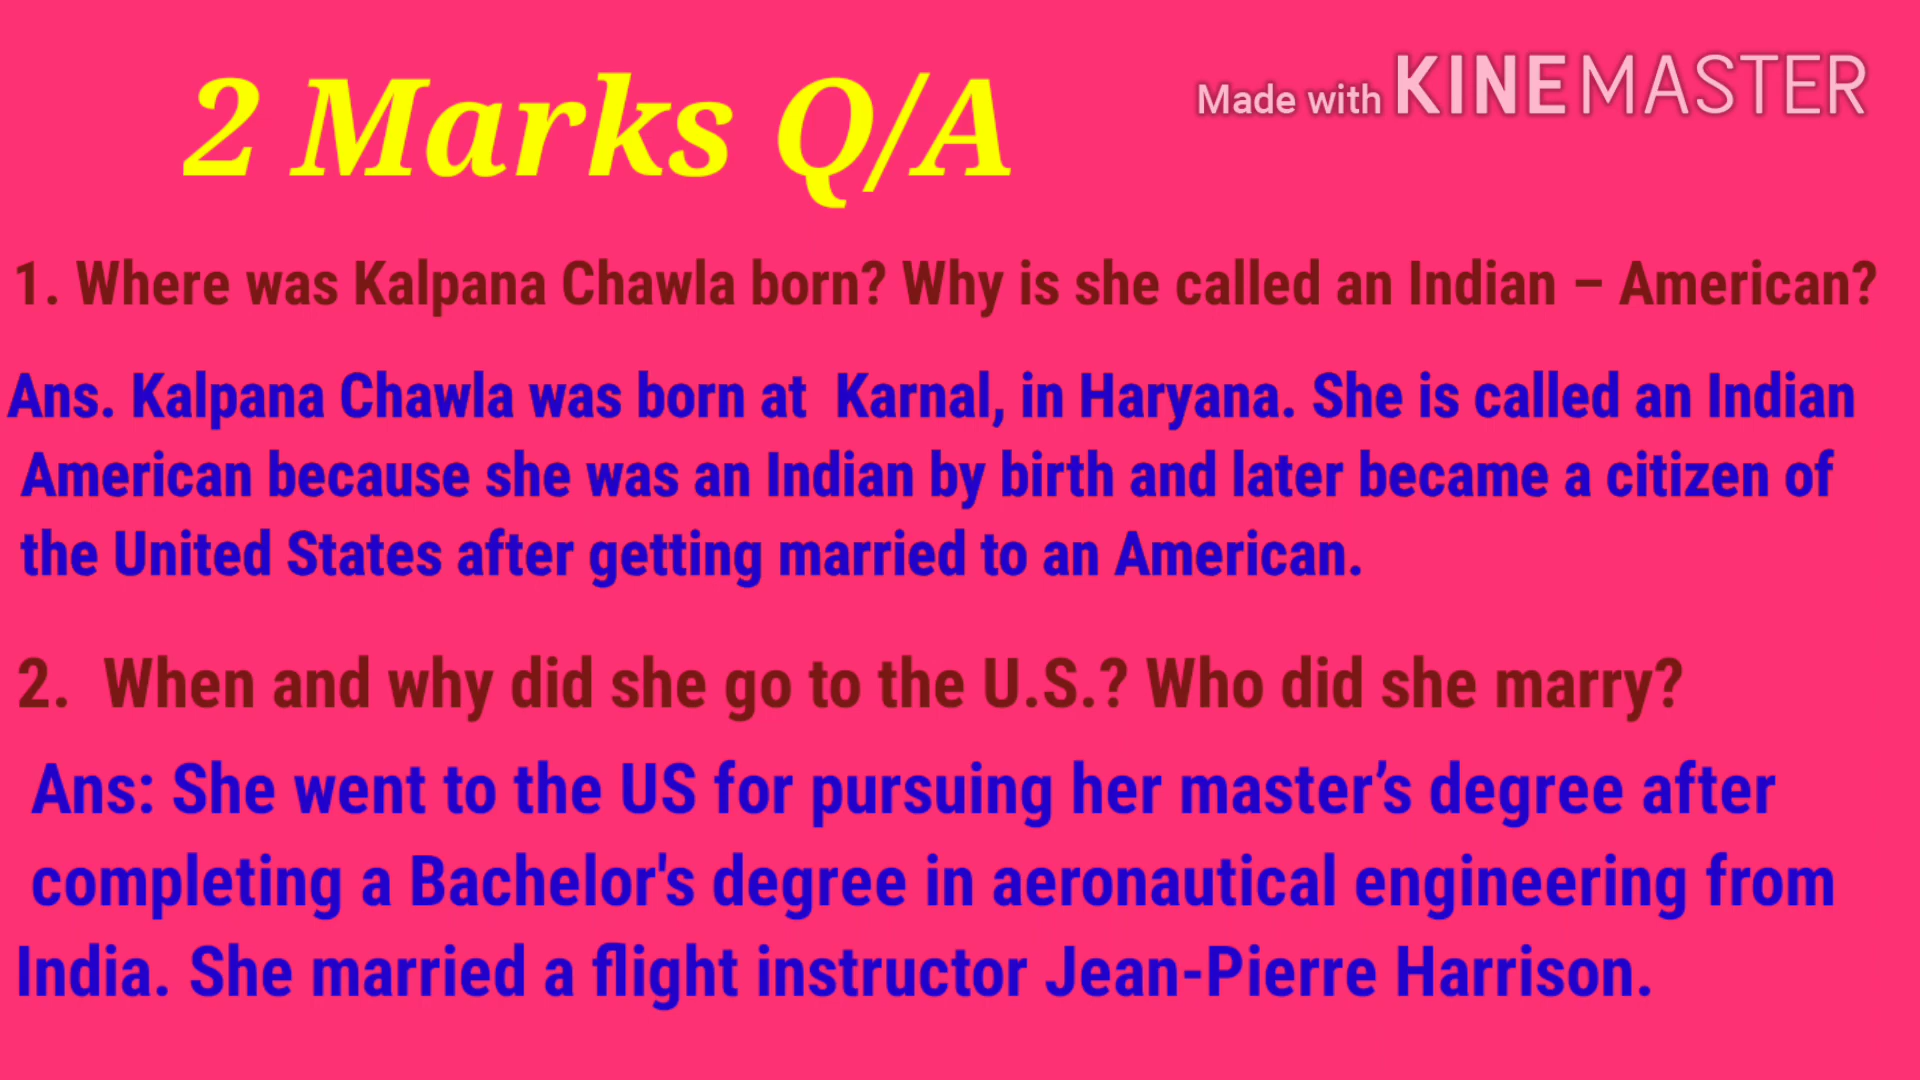 2 Marks Q/A
Made with KINEMASTER
1. Where was Kalpana Chawla born? Why is she called an Indian – American?
Ans. Kalpana Chawla was born at Karnal, in Haryana. She is called an Indian
American because she was an Indian by birth and later became a citizen of
the United States after getting married to an American.
2. When and why did she go to the U.S.? Who did she marry?
Ans: She went to the US for pursuing her master’s degree after
completing a Bachelor's degree in aeronautical engineering from
India. She married a flight instructor Jean-Pierre Harrison.